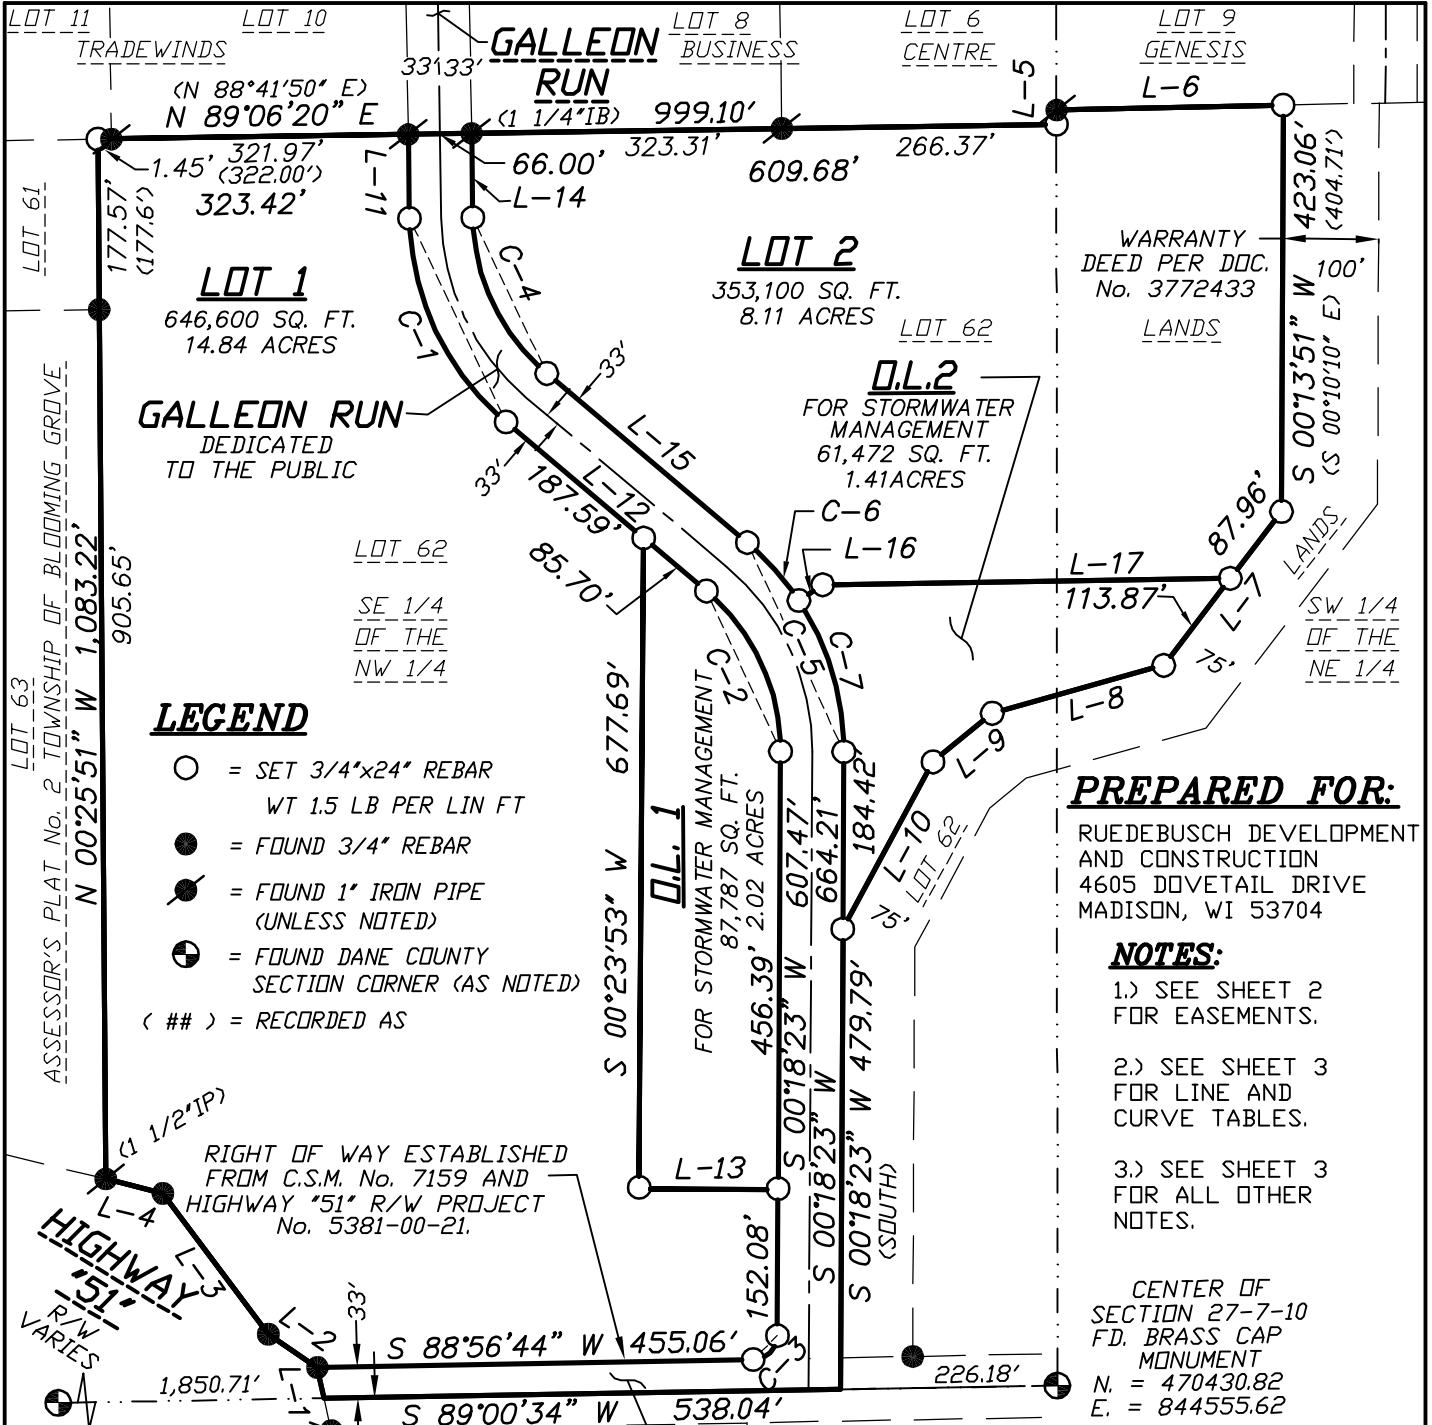 LOT 11
LOT 10
LOT 8
LOT 6
LOT 9
TRADEWINDS
BUSINESS
CENTRE
GENESIS
GALLEON
RUN
33' 33'
(N 88°41'50" E)
N 89°06'20" E
(1 1/4"IB)
999.10'
L-5
L-6
1.45'
321.97'
(322.00')
323.42'
66.00'
323.31'
609.68'
266.37'
L-11
L-14
177.57'
(177.6')
LOT 61
423.06'
(404.71')
LOT 1
646,600 SQ. FT.
14.84 ACRES
C-4
C-1
LOT 2
353,100 SQ. FT.
8.11 ACRES
LOT 62
WARRANTY
DEED PER DOC.
No. 3772433
100'
LANDS
S 00°13'51" W
(S 00°10'10" E)
GALLEON RUN
DEDICATED
TO THE PUBLIC
33'
33'
L-15
L-12
187.59'
85.70'
O.L.2
FOR STORMWATER
MANAGEMENT
61,472 SQ. FT.
1.41ACRES
C-6
L-16
L-17
113.87'
87.96'
LANDS
L-7
75'
SW 1/4
OF THE
NE 1/4
LOT 62
SE 1/4
OF THE
NW 1/4
ASSESSOR'S PLAT No. 2 TOWNSHIP OF BLOOMING GROVE
LOT 63
N 00°25'51" W 1,083.22'
905.65'
C-5
C-7
C-2
L-8
L-9
L-10
LOT 62
75'
184.42'
664.21'
607.47'
677.69'
S 00°23'53" W
O.L. 1
FOR STORMWATER MANAGEMENT
87,787 SQ. FT.
2.02 ACRES
456.39'
S 00°18'23" W
S 00°18'23" W
S 00°18'23" W 479.79'
(SOUTH)
LEGEND
= SET 3/4"x24" REBAR
WT 1.5 LB PER LIN FT
= FOUND 3/4" REBAR
= FOUND 1" IRON PIPE
(UNLESS NOTED)
= FOUND DANE COUNTY
SECTION CORNER (AS NOTED)
( ## ) = RECORDED AS
PREPARED FOR:
RUEDEBUSCH DEVELOPMENT
AND CONSTRUCTION
4605 DOVETAIL DRIVE
MADISON, WI 53704
NOTES:
1.) SEE SHEET 2
FOR EASEMENTS.
2.) SEE SHEET 3
FOR LINE AND
CURVE TABLES.
3.) SEE SHEET 3
FOR ALL OTHER
NOTES.
(1 1/2"IP)
RIGHT OF WAY ESTABLISHED
FROM C.S.M. No. 7159 AND
HIGHWAY "51" R/W PROJECT
No. 5381-00-21.
L-13
152.08'
L-4
L-3
L-2
L-1
HIGHWAY
"51"
R/W
VARIES
33'
S 88°56'44" W 455.06'
C-3
1,850.71'
S 89°00'34" W 538.04'
226.18'
CENTER OF
SECTION 27-7-10
FD. BRASS CAP
MONUMENT
N. = 470430.82
E. = 844555.62